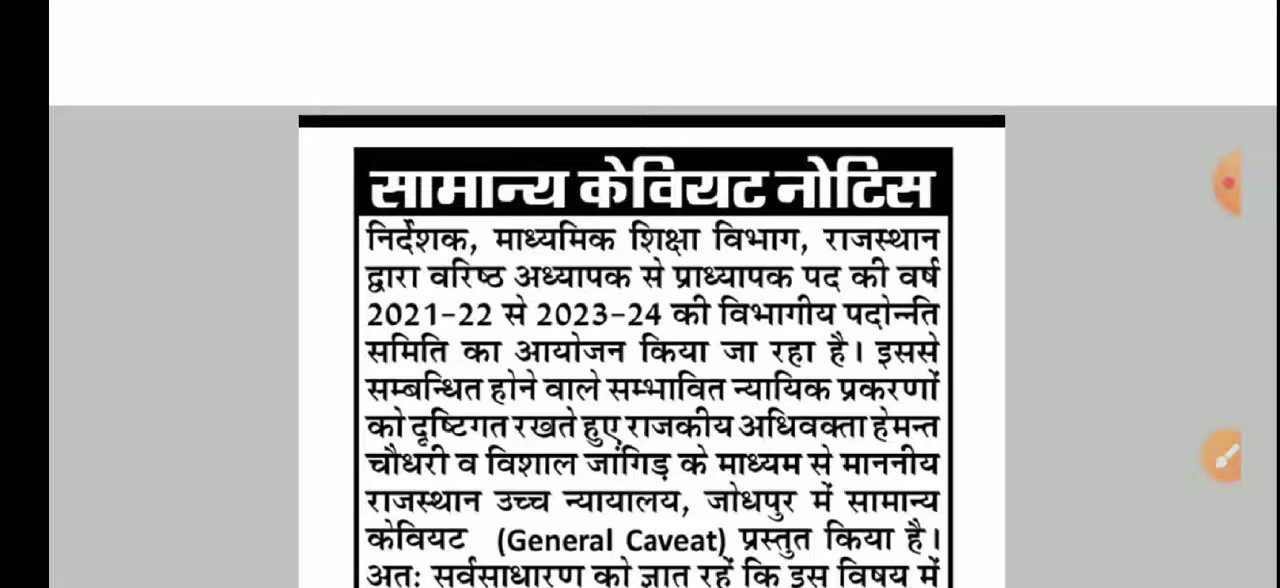 सामान्य केवियट नोटिस
निर्देशक, माध्यमिक शिक्षा विभाग, राजस्थान
द्वारा वरिष्ठ अध्यापक से प्राध्यापक पद की वर्ष
2021-22 से 2023-24 की विभागीय पदोन्नति
समिति का आयोजन किया जा रहा है। इससे
सम्बन्धित होने वाले सम्भावित न्यायिक प्रकरणों
को दृष्टिगत रखते हुए राजकीय अधिवक्ता हेमन्त
चौधरी व विशाल जांगिड़ के माध्यम से माननीय
राजस्थान उच्च न्यायालय, जोधपुर में सामान्य
केवियट (General Caveat) प्रस्तुत किया है।
अतः सर्वसाधारण को ज्ञात रहें कि इस विषय में